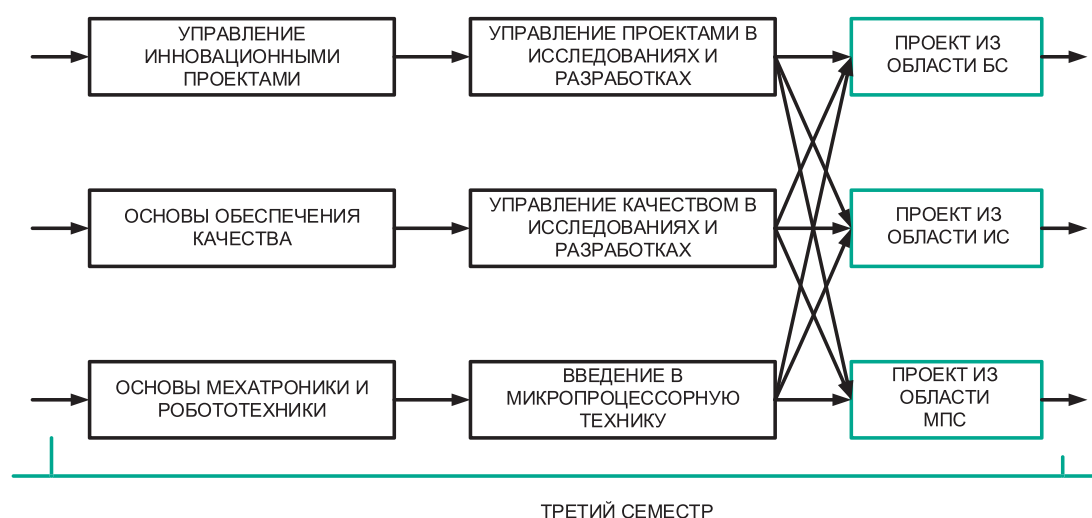 УПРАВЛЕНИЕ
ИННОВАЦИОННЫМИ
ПРОЕКТАМИ
УПРАВЛЕНИЕ ПРОЕКТАМИ В
ИССЛЕДОВАНИЯХ И
РАЗРАБОТКАХ
ПРОЕКТ ИЗ
ОБЛАСТИ БС
ОСНОВЫ ОБЕСПЕЧЕНИЯ
КАЧЕСТВА
УПРАВЛЕНИЕ КАЧЕСТВОМ В
ИССЛЕДОВАНИЯХ И
РАЗРАБОТКАХ
ПРОЕКТ ИЗ
ОБЛАСТИ ИС
ОСНОВЫ МЕХАТРОНИКИ И
РОБОТОТЕХНИКИ
ВВЕДЕНИЕ В
МИКРОПРОЦЕССОРНУЮ
ТЕХНИКУ
ПРОЕКТ ИЗ
ОБЛАСТИ
МПС
ТРЕТИЙ СЕМЕСТР